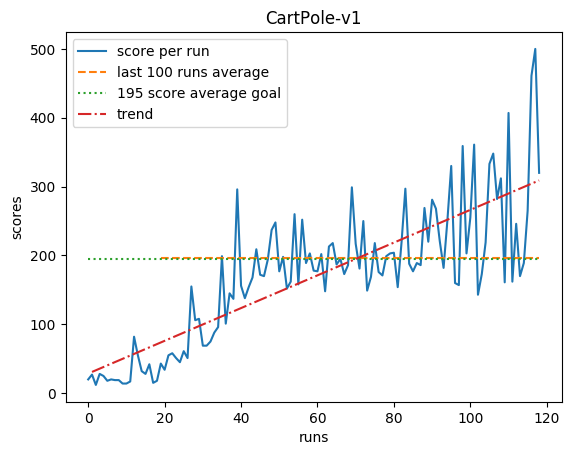 CartPole-v1
score per run
last 100 runs average
195 score average goal
trend
scores
500
400
300
200
100
0
0 20 40 60 80 100 120
runs